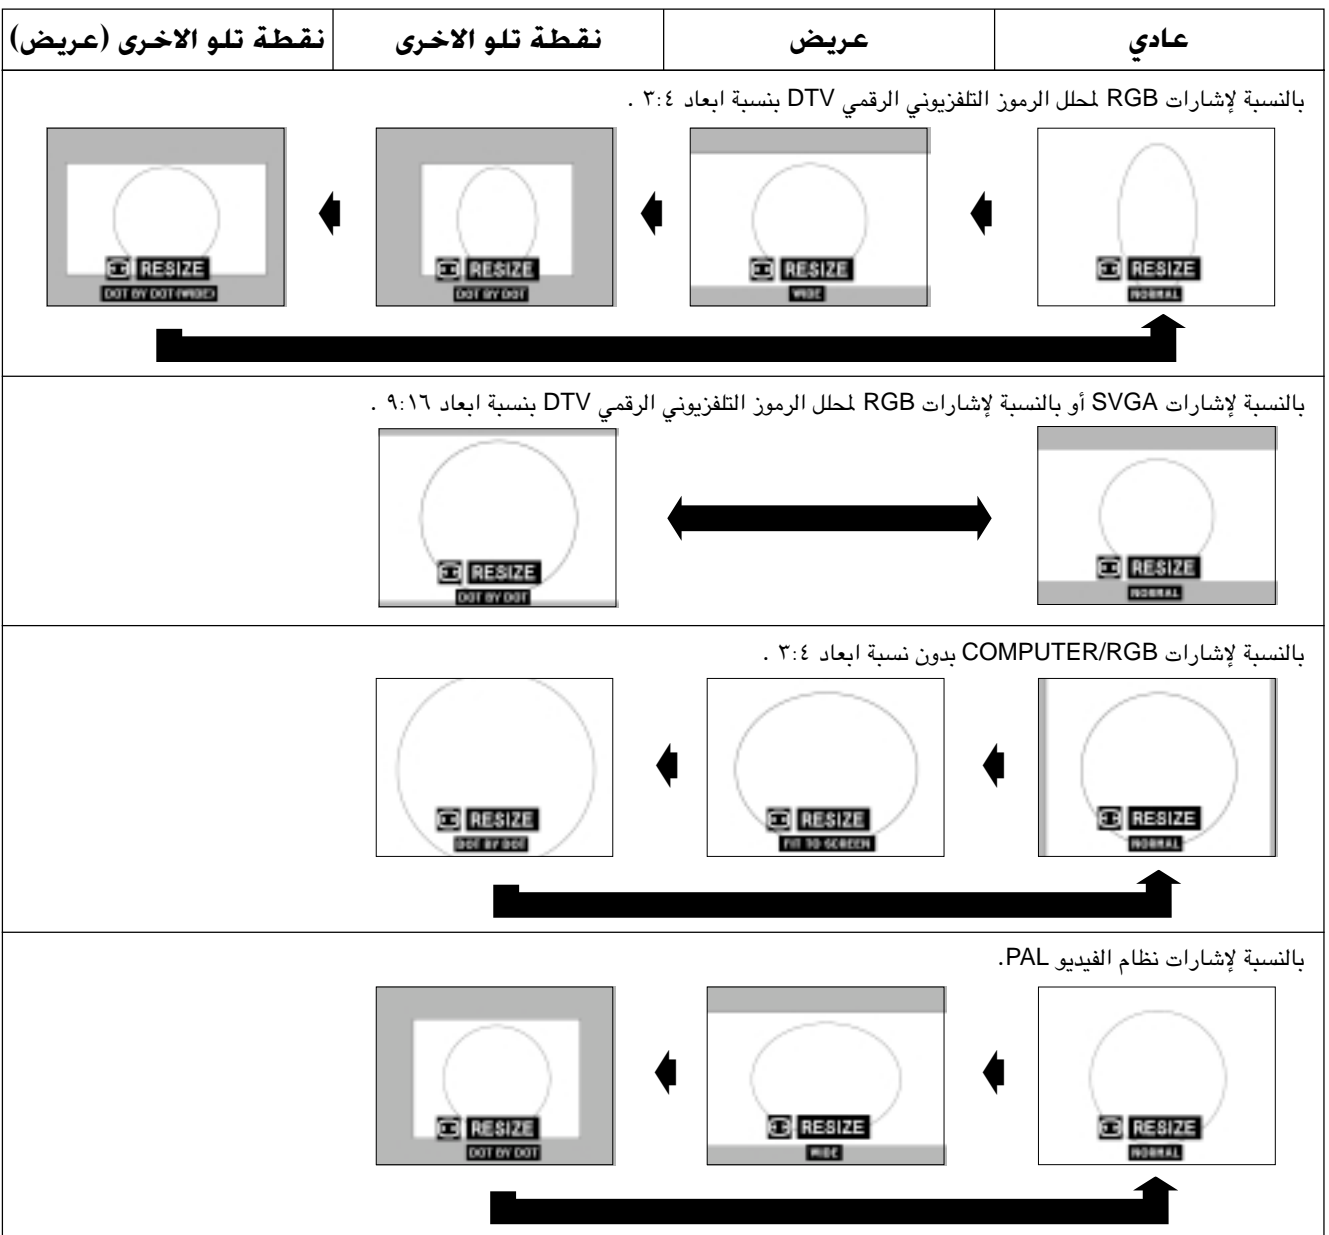 عادي
عريض
نقطة تلو الاخرى
نقطة تلو الاخرى (عريض)
بالنسبة لإشارات RGB لمحلل الرموز التلفزيوني الرقمي DTV بنسبة ابعاد ٣:٤ .
RESIZE
NORMAL
RESIZE
WIDE
RESIZE
DOT BY DOT
RESIZE
DOT BY DOT (WIDE)
بالنسبة لإشارات SVGA أو بالنسبة لإشارات RGB لمحلل الرموز التلفزيوني الرقمي DTV بنسبة ابعاد ٩:١٦ .
RESIZE
NORMAL
RESIZE
DOT BY DOT
بالنسبة لإشارات COMPUTER/RGB بدون نسبة ابعاد ٣:٤ .
RESIZE
NORMAL
RESIZE
FIT TO SCREEN
RESIZE
DOT BY DOT
بالنسبة لإشارات نظام الفيديو PAL.
RESIZE
NORMAL
RESIZE
WIDE
RESIZE
DOT BY DOT